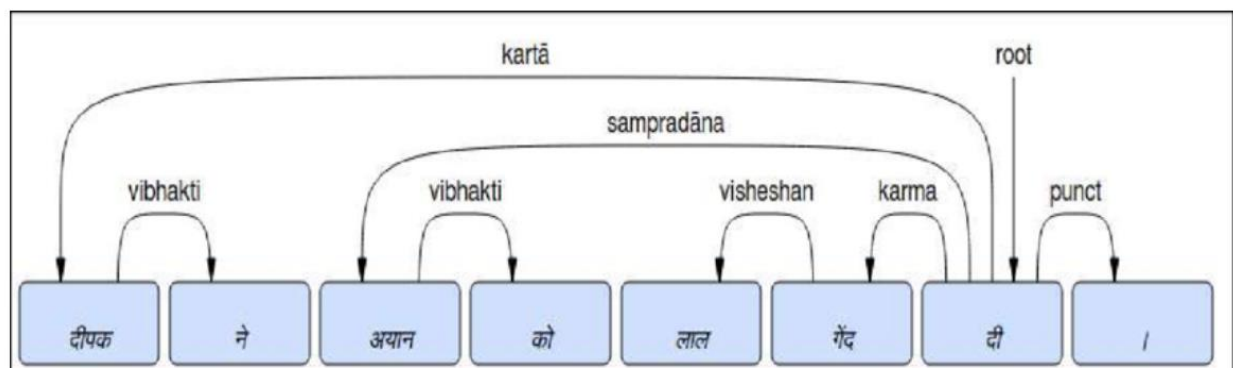 kartā root
sampradāna
vibhakti vibhakti visheshan karma punct
दीपक ने अयान को लाल गेंद दी ।